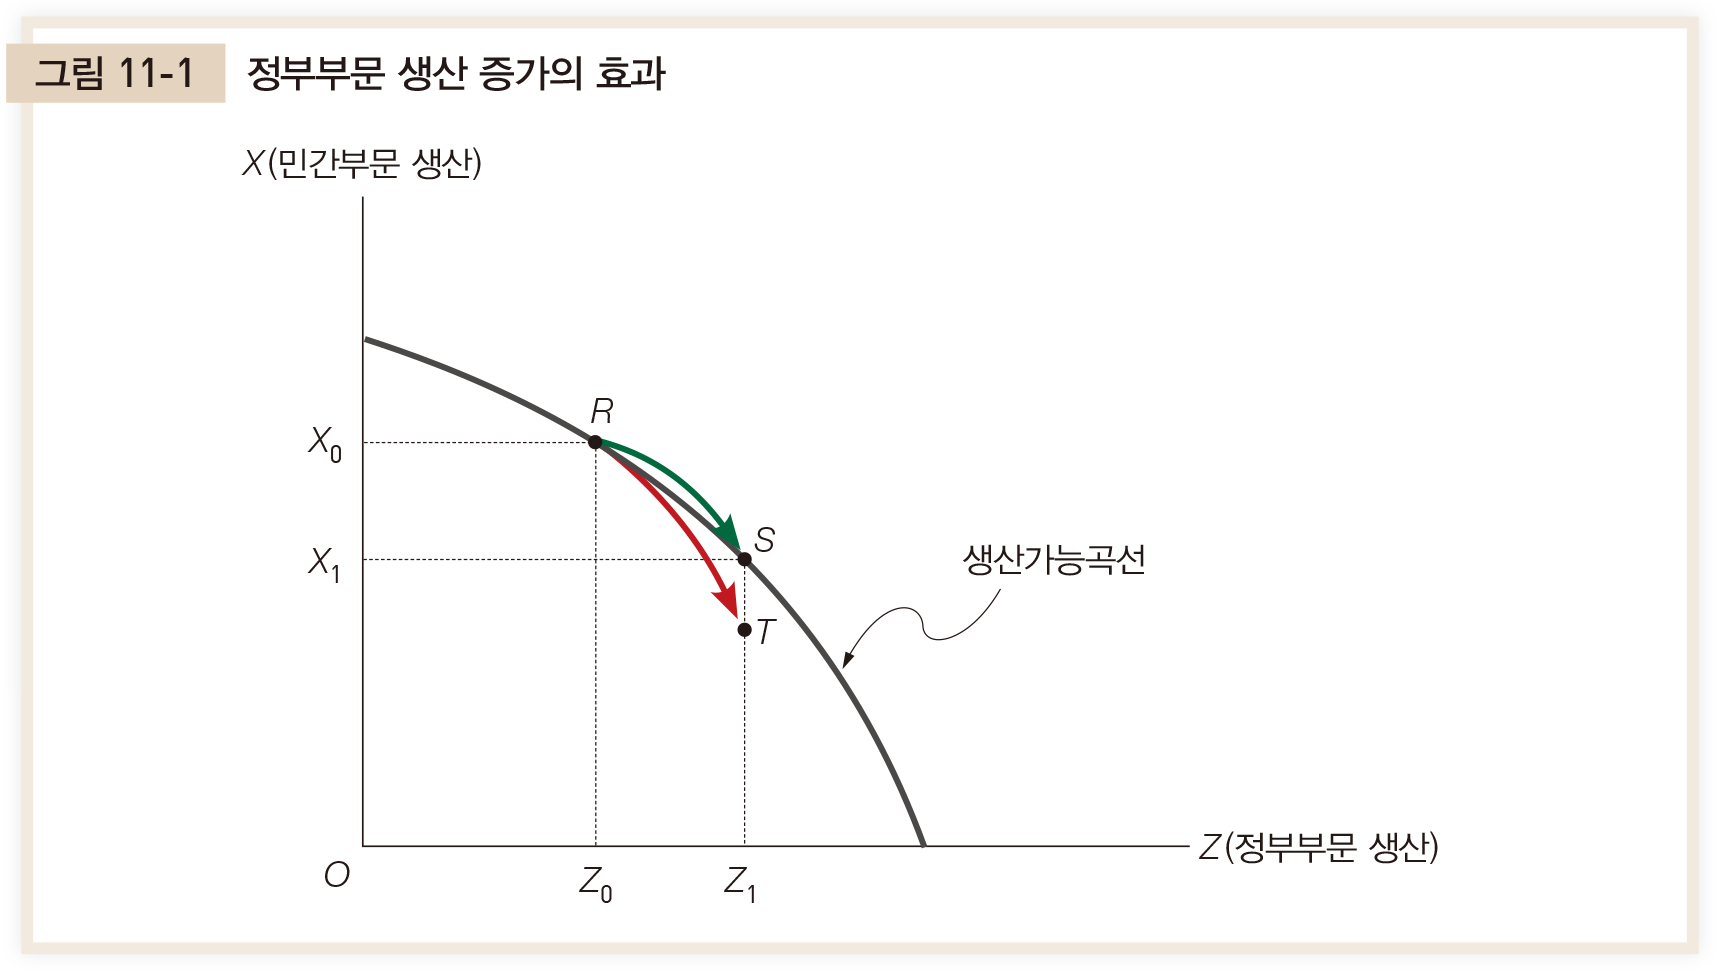 그림 11-1 정부부문 생산 증가의 효과
X(민간부문 생산)
R
X0
S
X1
생산가능곡선
T
Z(정부부문 생산)
O
Z0
Z1